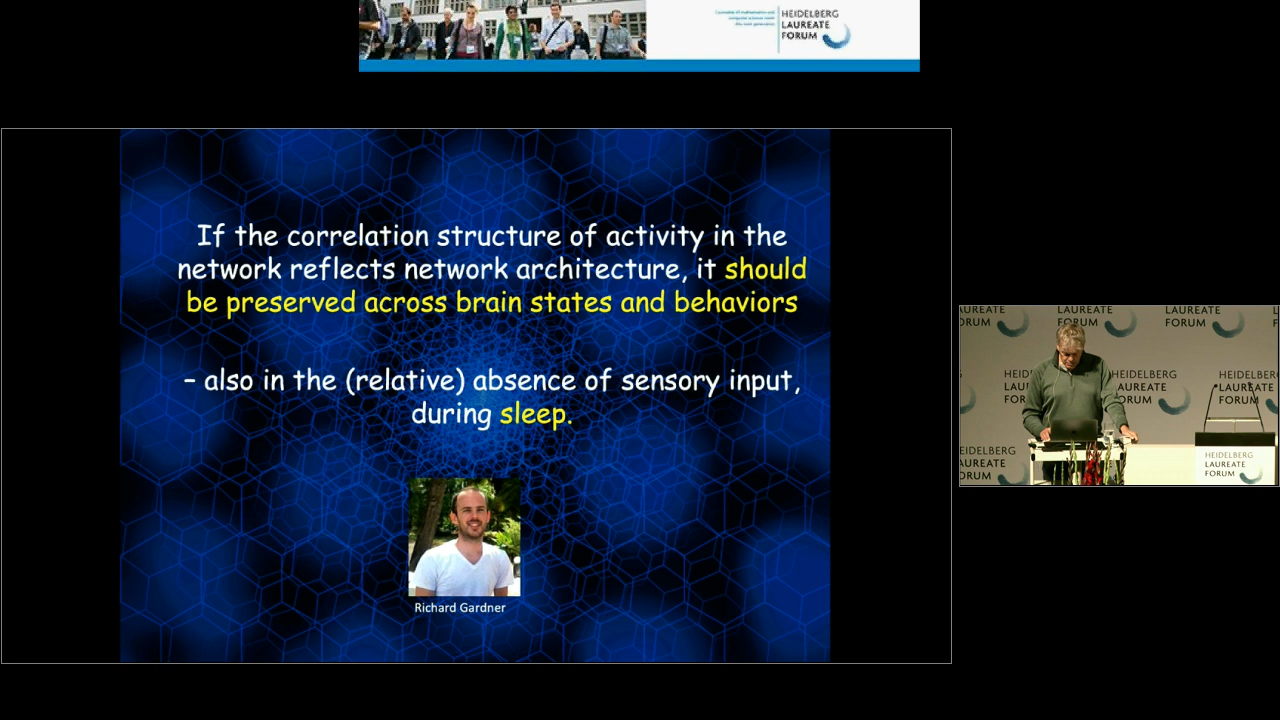 HEIDELBERG
LAUREATE
FORUM
If the correlation structure of activity in the
network reflects network architecture, it should
be preserved across brain states and behaviors
– also in the (relative) absence of sensory input,
during sleep.
Richard Gardner
LAUREATE
FORUM
LAUREATE
FORUM
HEIDELBERG
LAUREATE
FORUM
HEIDELBERG
LAUREATE
FORUM